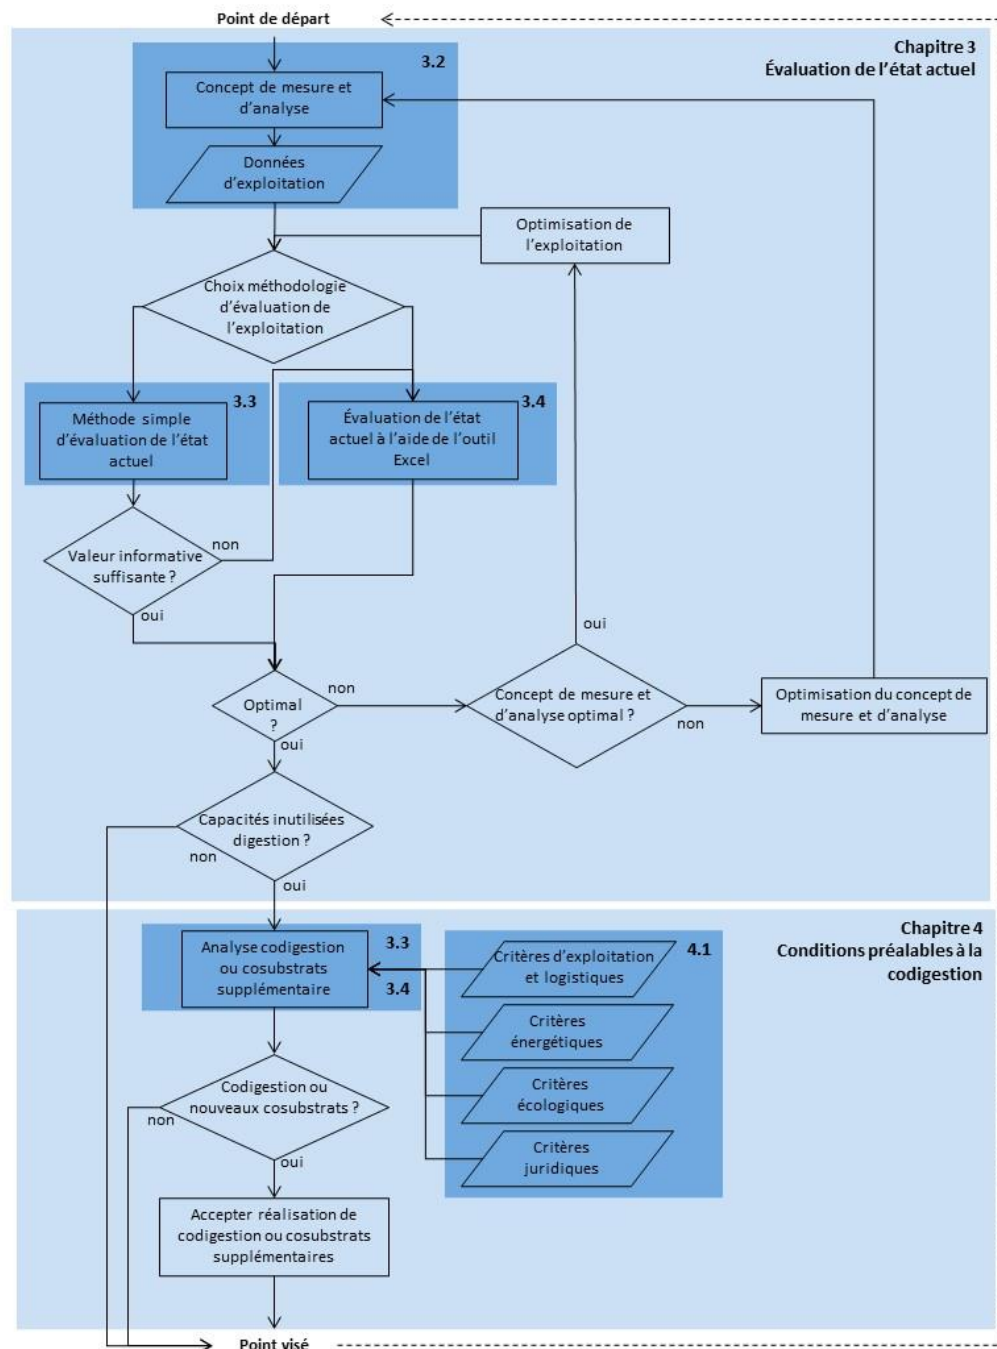 Point de départ
Chapitre 3
Évaluation de l'état actuel
3.2
Concept de mesure et
d'analyse
Données
d'exploitation
Optimisation de
l'exploitation
Choix méthodologie
d'évaluation de
l'exploitation
3.3
Méthode simple
d'évaluation de l'état
actuel
3.4
Évaluation de l'état
actuel à l'aide de l'outil
Excel
Valeur informative
suffisante ?
non
oui
Optimal
?
non
oui
Concept de mesure et
d'analyse optimal ?
oui
non
Optimisation du concept de
mesure et d'analyse
Capacités inutilisées
digestion ?
non
oui
Chapitre 4
Conditions préalables à la
codigestion
3.3
3.4
Analyse codigestion
ou cosubstrats
supplémentaire
4.1
Critères d'exploitation
et logistiques
Critères
énergétiques
Critères
écologiques
Critères
juridiques
Codigestion ou
nouveaux cosubstrats ?
non
oui
Accepter réalisation de
codigestion ou cosubstrats
supplémentaires
Point visé